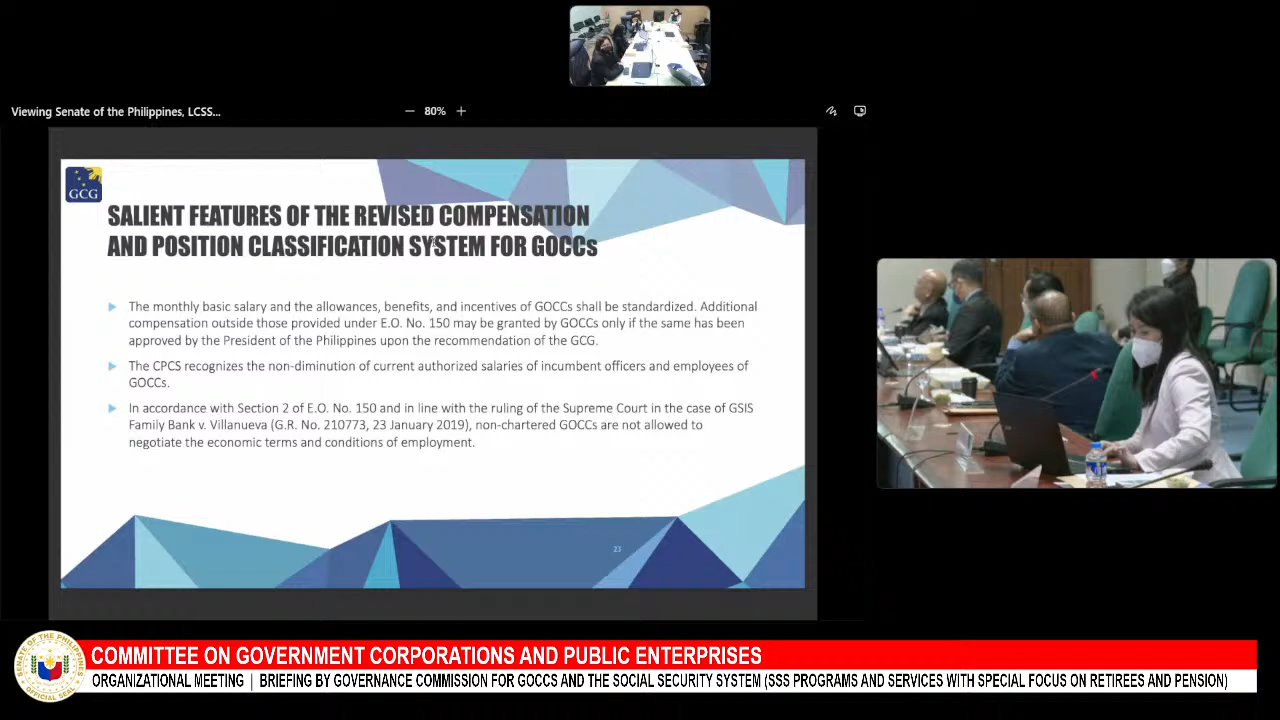 Viewing Senate of the Philippines, LCSS...
80%
GCG
SALIENT FEATURES OF THE REVISED COMPENSATION
AND POSITION CLASSIFICATION SYSTEM FOR GOCCs
The monthly basic salary and the allowances, benefits, and incentives of GOCCs shall be standardized. Additional
compensation outside those provided under E.O. No. 150 may be granted by GOCCs only if the same has been
approved by the President of the Philippines upon the recommendation of the GCG.
The CPCS recognizes the non-diminution of current authorized salaries of incumbent officers and employees of
GOCCs.
In accordance with Section 2 of E.O. No. 150 and in line with the ruling of the Supreme Court in the case of GSIS
Family Bank v. Villanueva (G.R. No. 210773, 23 January 2019), non-chartered GOCCs are not allowed to
negotiate the economic terms and conditions of employment.
23
SENATE OF THE PHILIPPINES
OFFICIAL SEAL
COMMITTEE ON GOVERNMENT CORPORATIONS AND PUBLIC ENTERPRISES
ORGANIZATIONAL MEETING | BRIEFING BY GOVERNANCE COMMISSION FOR GOCCS AND THE SOCIAL SECURITY SYSTEM (SSS PROGRAMS AND SERVICES WITH SPECIAL FOCUS ON RETIREES AND PENSION)